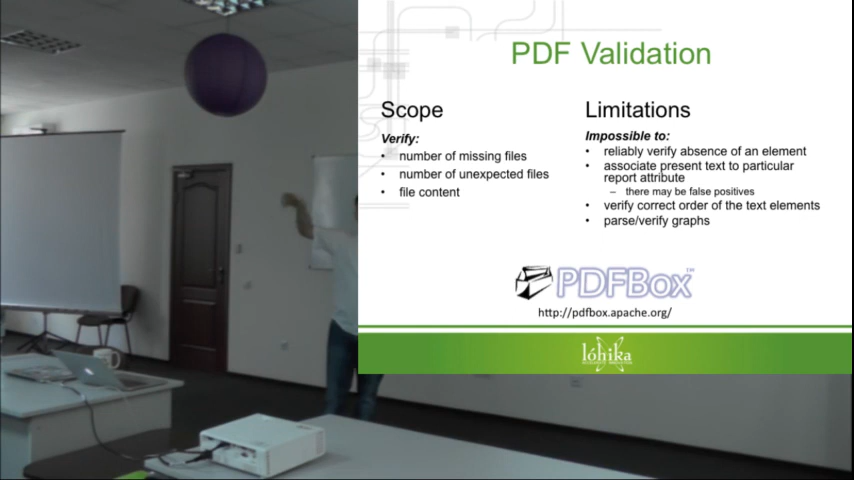 PDF Validation
Scope
Verify:
• number of missing files
• number of unexpected files
• file content
Limitations
Impossible to:
• reliably verify absence of an element
• associate present text to particular
report attribute
– there may be false positives
• verify correct order of the text elements
• parse/verify graphs
PDFBox™
http://pdfbox.apache.org/
lóhika